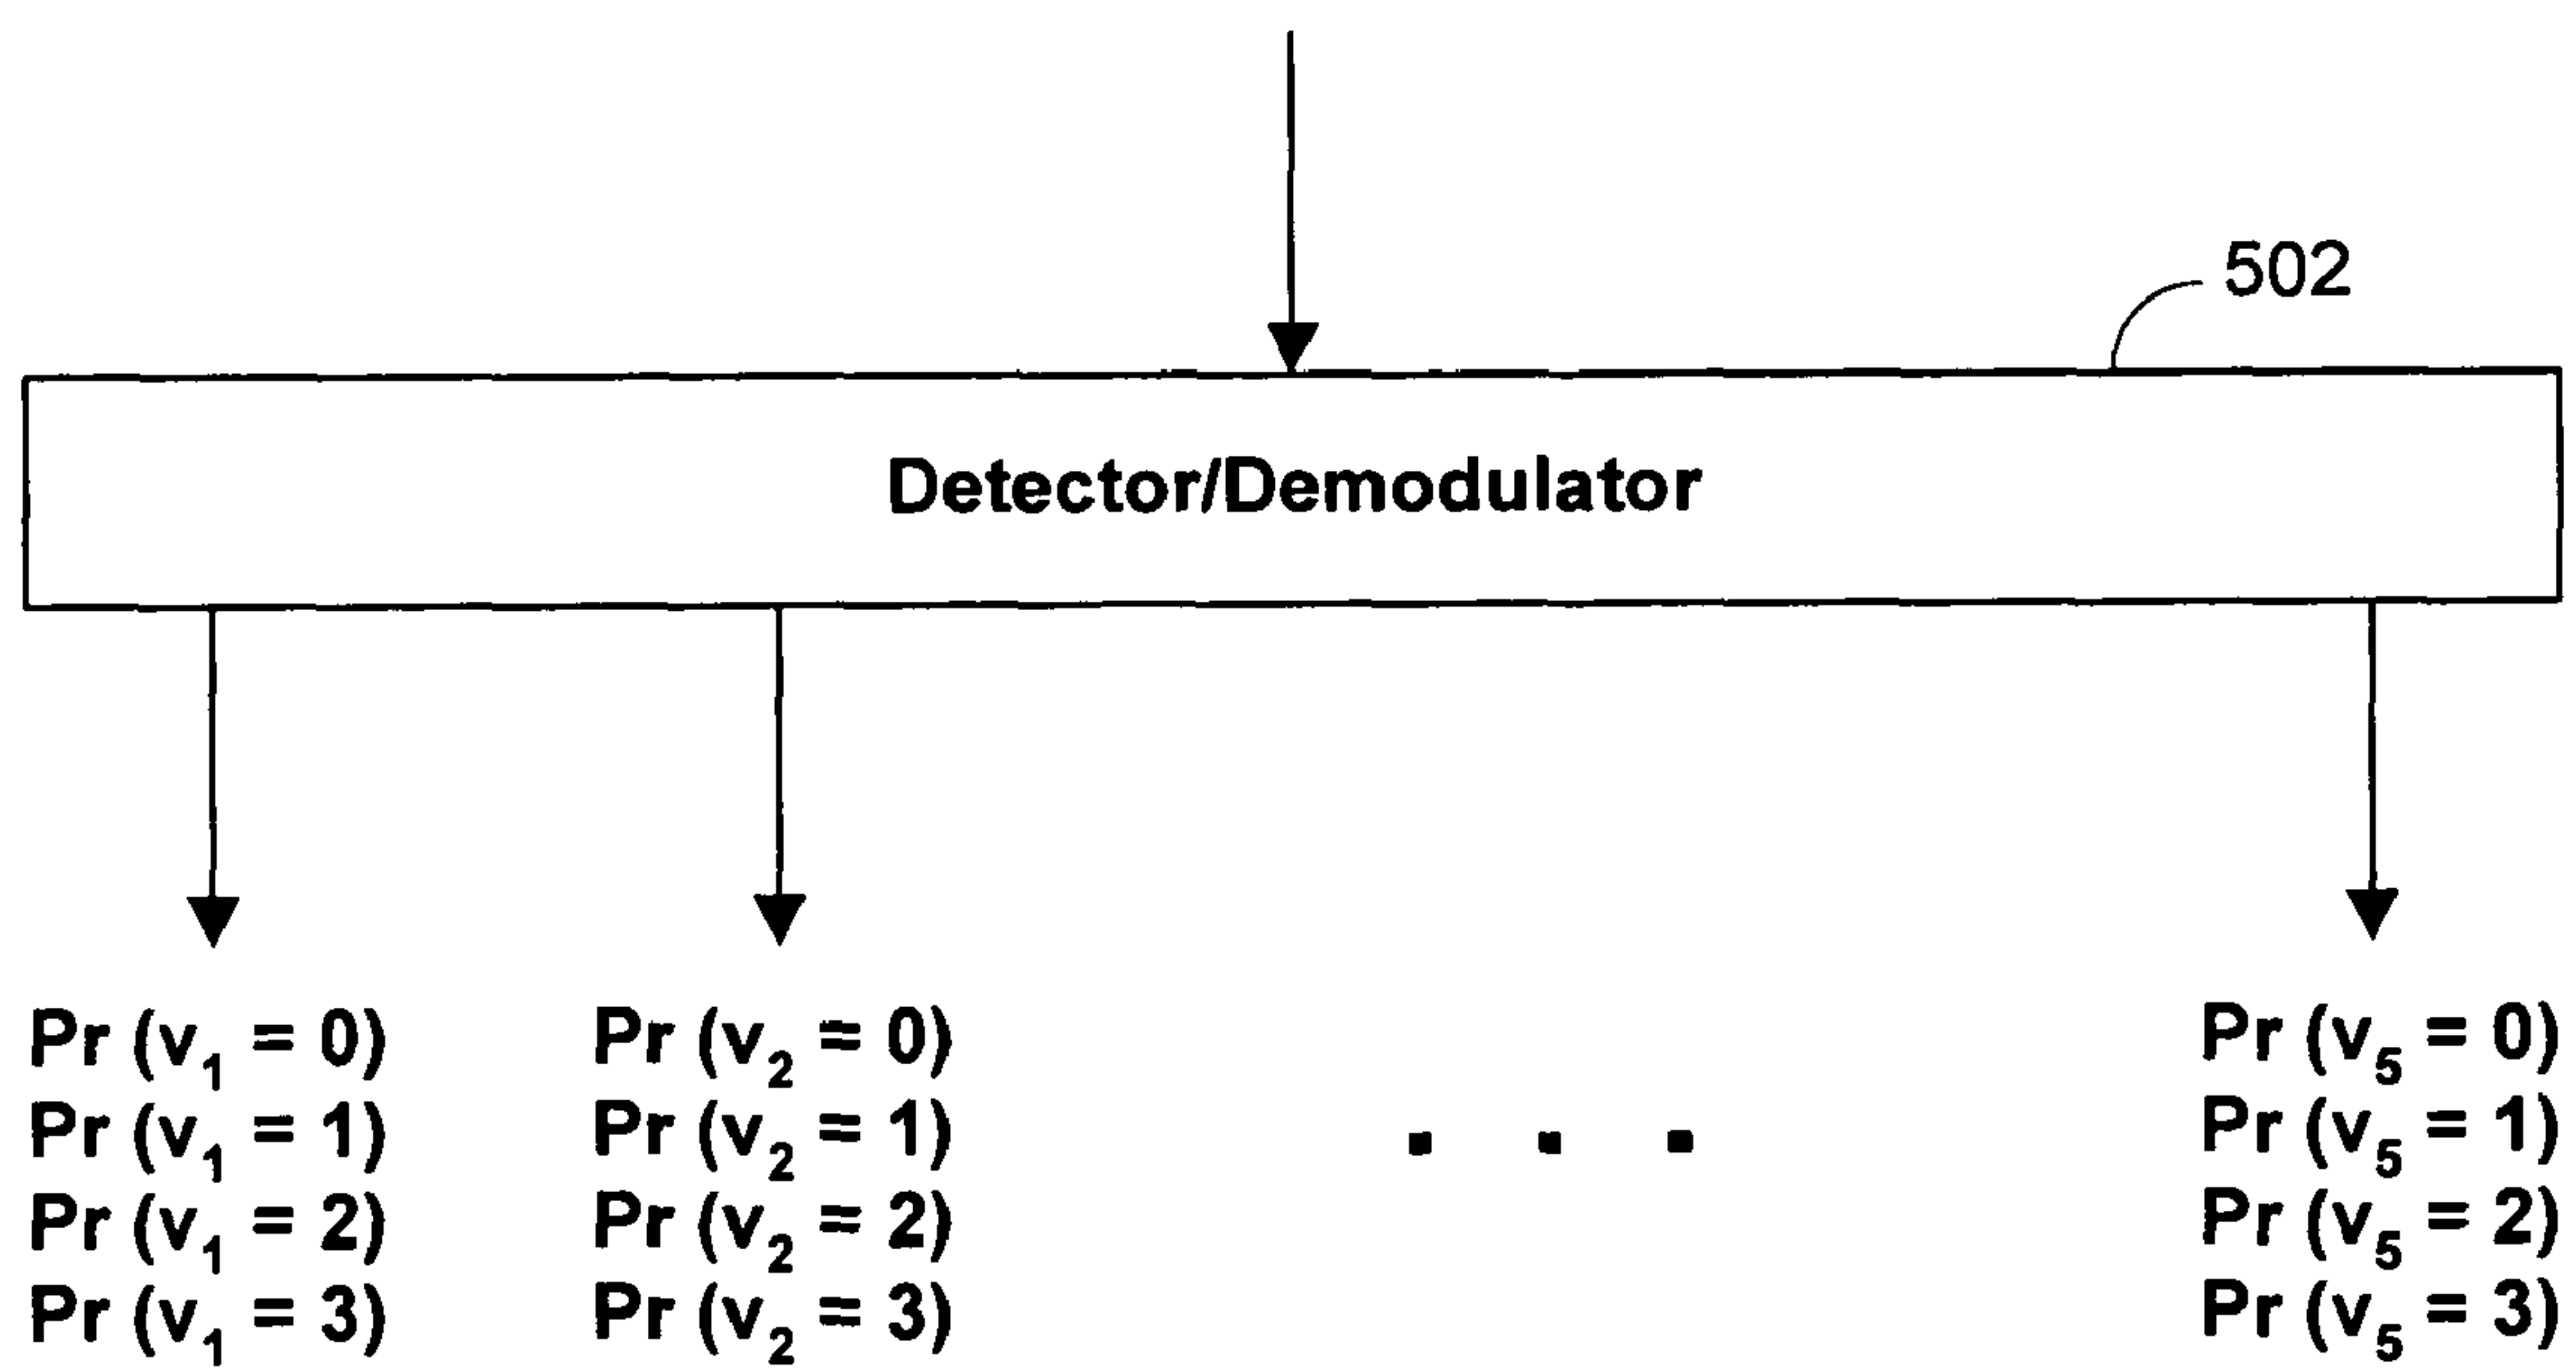 502
Detector/Demodulator
Pr (v₁ = 0) Pr (v₂ = 0) Pr (v₅ = 0)
Pr (v₁ = 1) Pr (v₂ = 1) . . . Pr (v₅ = 1)
Pr (v₁ = 2) Pr (v₂ = 2) Pr (v₅ = 2)
Pr (v₁ = 3) Pr (v₂ = 3) Pr (v₅ = 3)